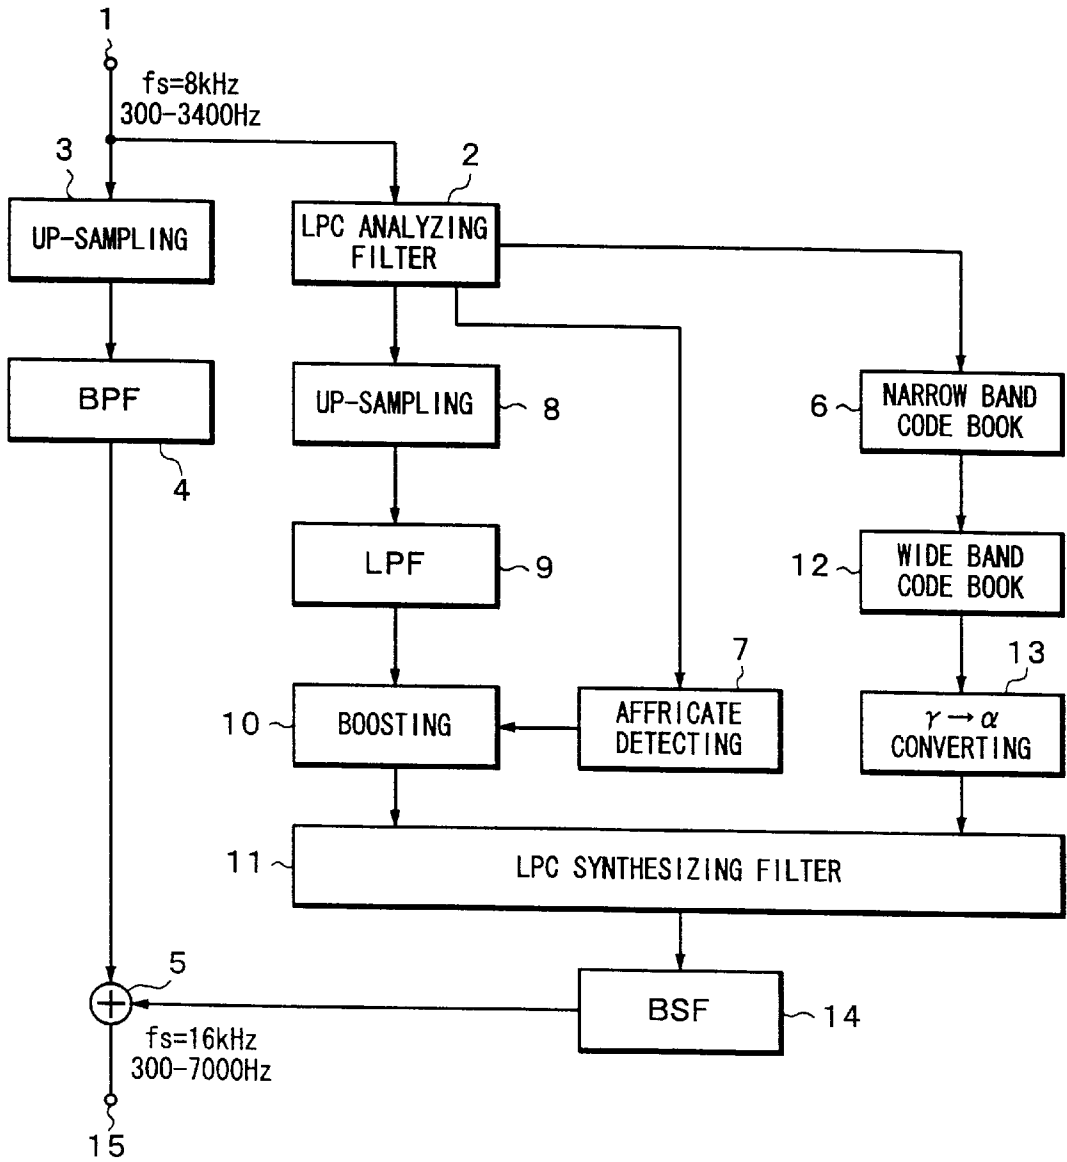 1
fs=8kHz
300-3400Hz
3
2
UP-SAMPLING
LPC ANALYZING
FILTER
BPF
4
UP-SAMPLING
8
6
NARROW BAND
CODE BOOK
LPF
9
12
WIDE BAND
CODE BOOK
7
13
10
BOOSTING
AFFRICATE
DETECTING
γ→α
CONVERTING
11
LPC SYNTHESIZING FILTER
5
BSF
14
fs=16kHz
300-7000Hz
15